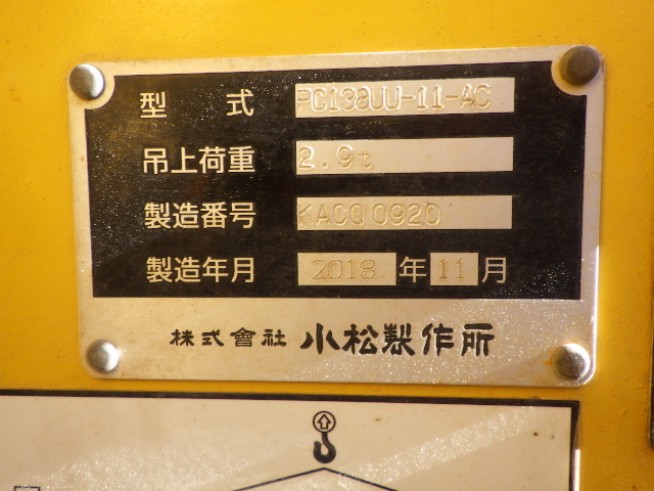 型式 PC138UU-11-AC
吊上荷重 2.9t
製造番号 KACQ0920
製造年月 2018年11月
株式會社 小松製作所